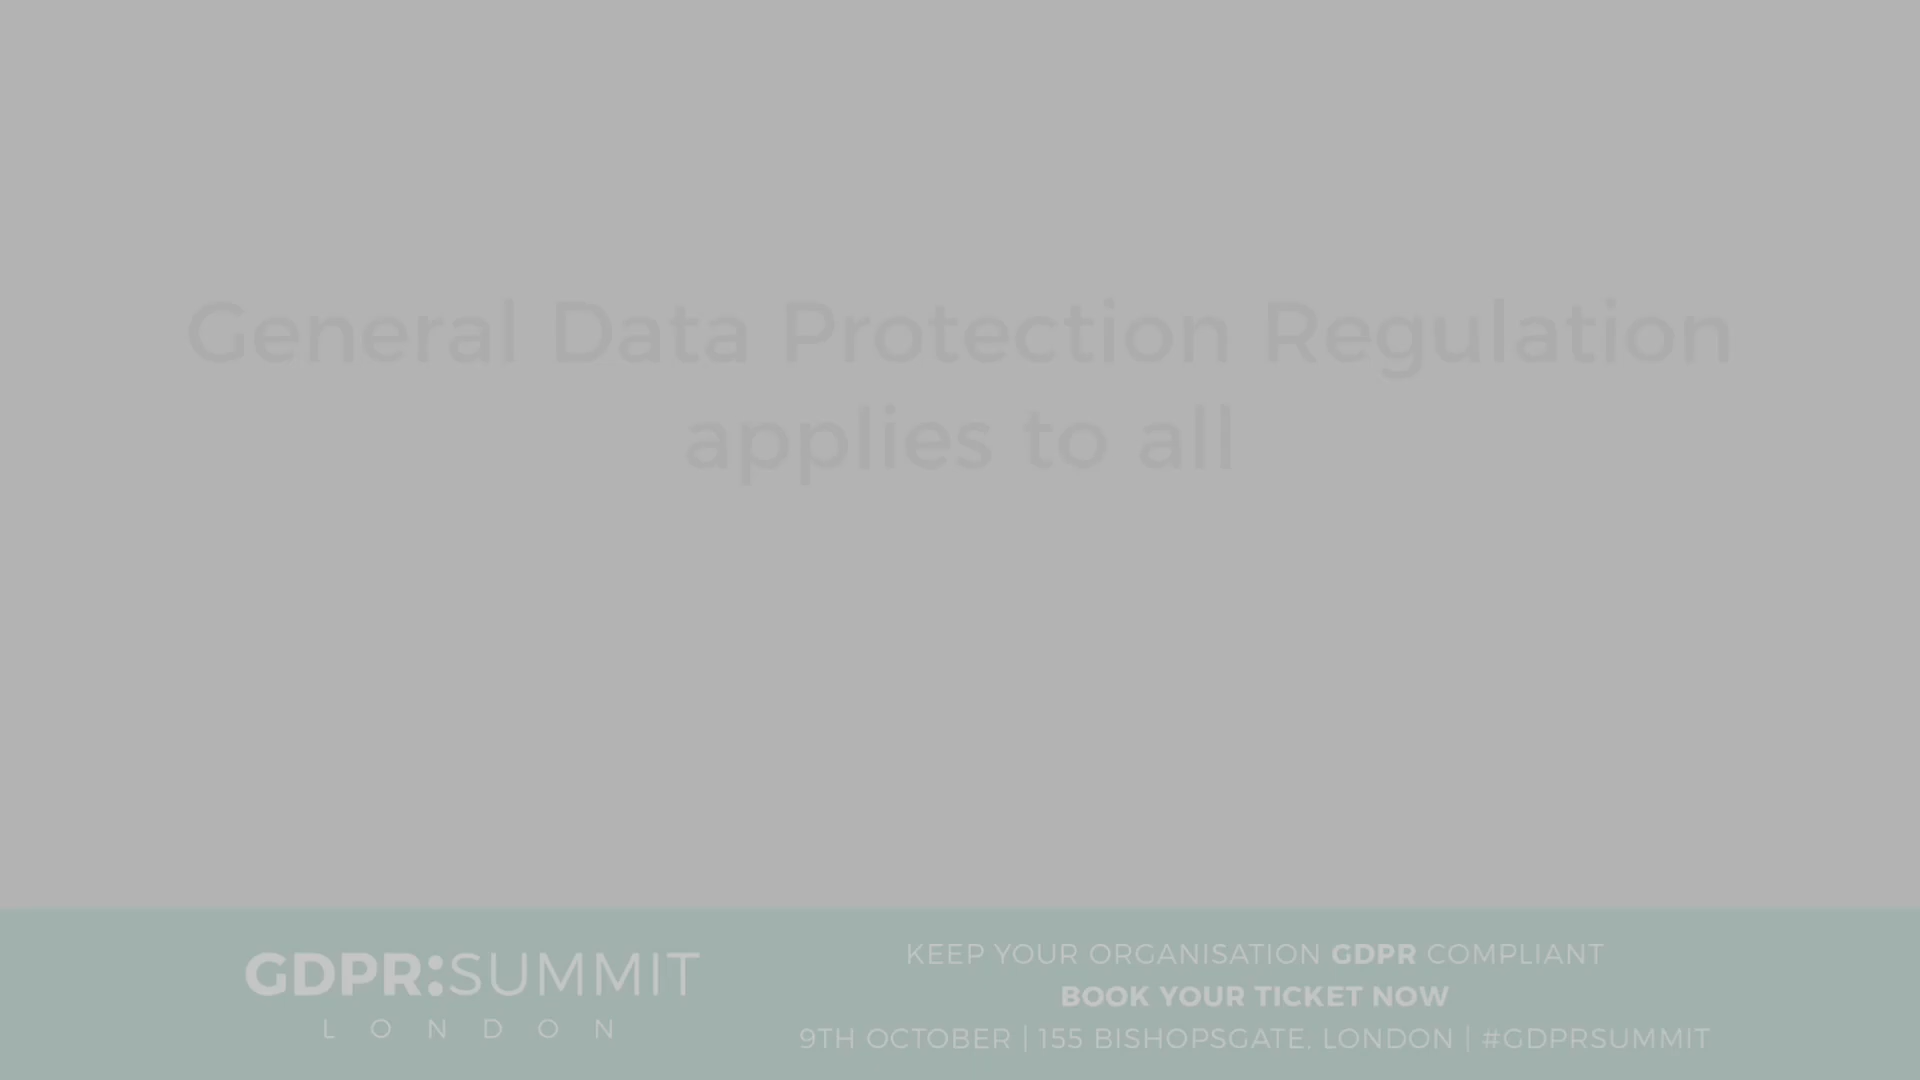 General Data Protection Regulation
applies to all
GDPR:SUMMIT
LONDON
KEEP YOUR ORGANISATION GDPR COMPLIANT
BOOK YOUR TICKET NOW
9TH OCTOBER | 155 BISHOPSGATE, LONDON | #GDPRSUMMIT